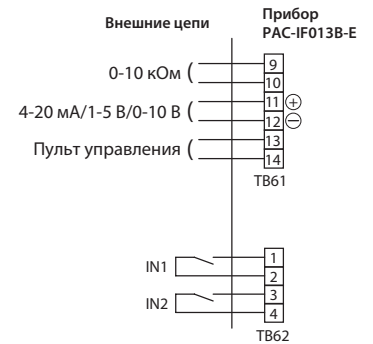 Внешние цепи
Прибор
PAC-IF013B-E
0-10 кОм (
9
10
4-20 мА/1-5 В/0-10 В (
11 +
12 −
Пульт управления (
13
14
TB61
IN1
1
2
IN2
3
4
TB62